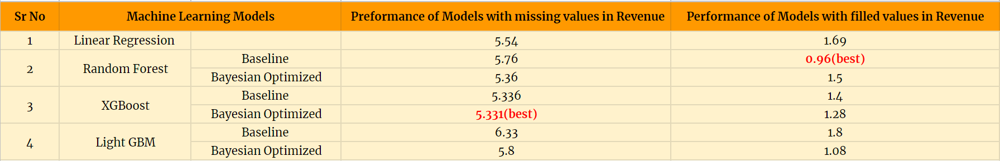 Sr No Machine Learning Models Preformance of Models with missing values in Revenue Performance of Models with filled values in Revenue
1 Linear Regression 5.54 1.69
2 Random Forest Baseline 5.76 0.96(best)
Bayesian Optimized 5.36 1.5
3 XGBoost Baseline 5.336 1.4
Bayesian Optimized 5.331(best) 1.28
4 Light GBM Baseline 6.33 1.8
Bayesian Optimized 5.8 1.08